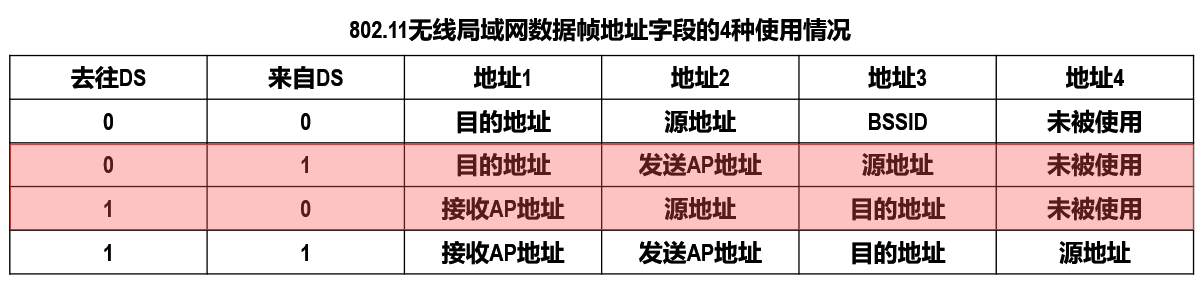 802.11无线局域网数据帧地址字段的4种使用情况
去往DS 来自DS 地址1 地址2 地址3 地址4
0 0 目的地址 源地址 BSSID 未被使用
0 1 目的地址 发送AP地址 源地址 未被使用
1 0 接收AP地址 源地址 目的地址 未被使用
1 1 接收AP地址 发送AP地址 目的地址 源地址